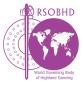 RSOBHD
World Governing Body
of Highland Dancing